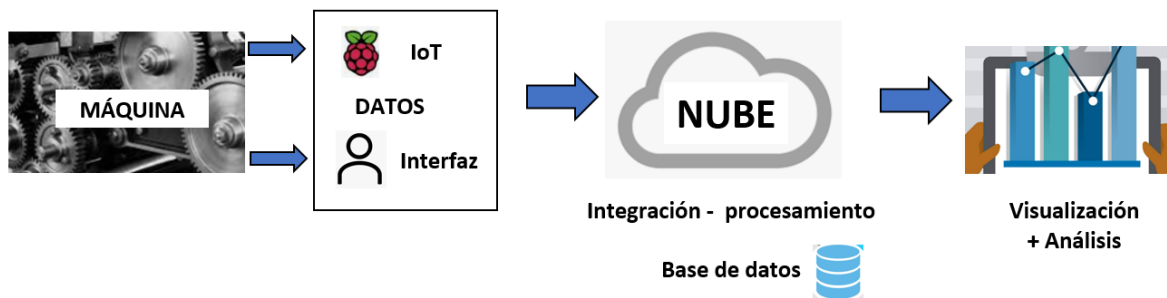 MÁQUINA
IoT
DATOS
Interfaz
NUBE
Integración - procesamiento
Base de datos
Visualización
+ Análisis